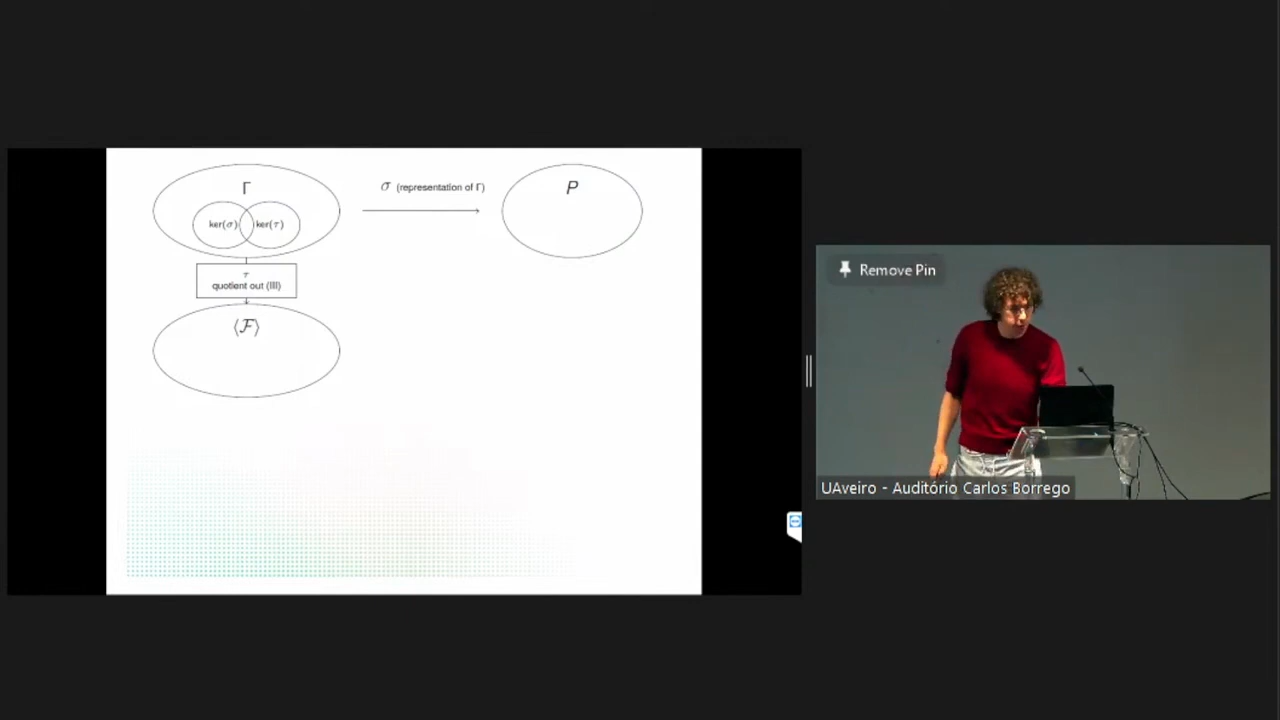 Γ
σ (representation of Γ)
P
ker(σ)
ker(τ)
τ
quotient out (III)
⟨ℱ⟩
Remove Pin
UAveiro - Auditório Carlos Borrego